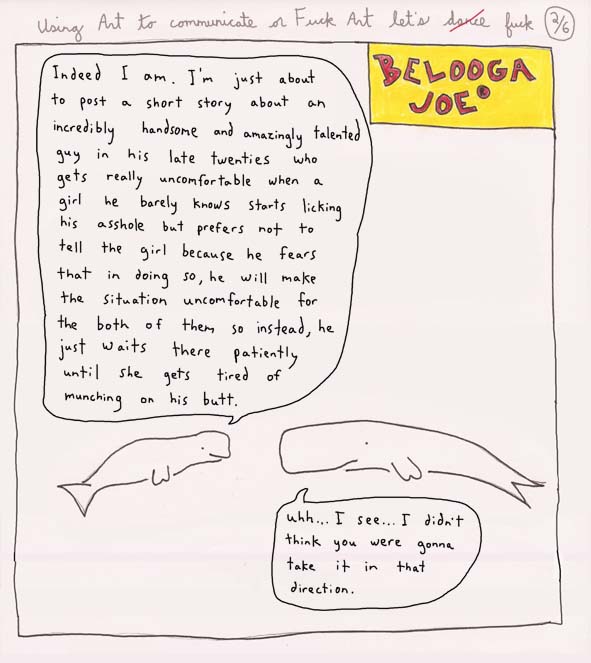 Using Art to communicate or Fuck Art let's dance fuck 2/6
BELOOGA
JOE®
Indeed I am. I'm just about
to post a short story about an
incredibly handsome and amazingly talented
guy in his late twenties who
gets really uncomfortable when a
girl he barely knows starts licking
his asshole but prefers not to
tell the girl because he fears
that in doing so, he will make
the situation uncomfortable for
the both of them so instead, he
just waits there patiently
until she gets tired of
munching on his butt.
uhh... I see... I didn't
think you were gonna
take it in that
direction.